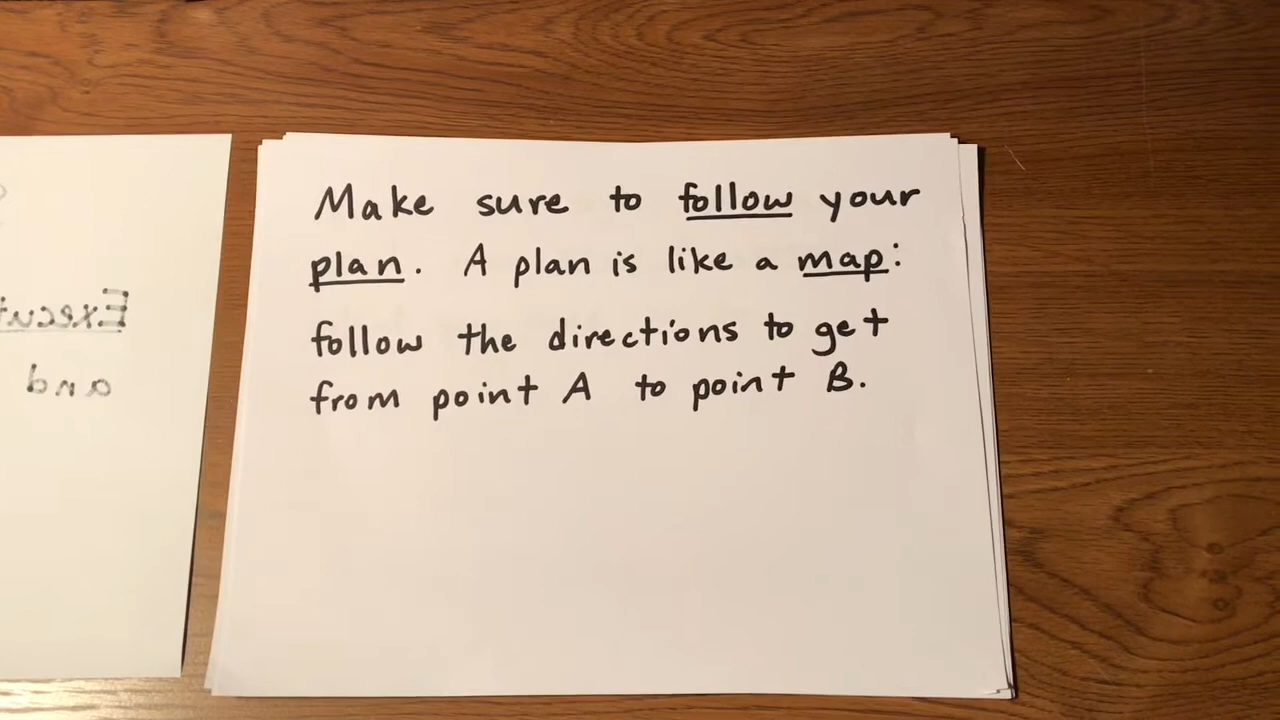 Make sure to follow your
plan. A plan is like a map:
follow the directions to get
from point A to point B.
and